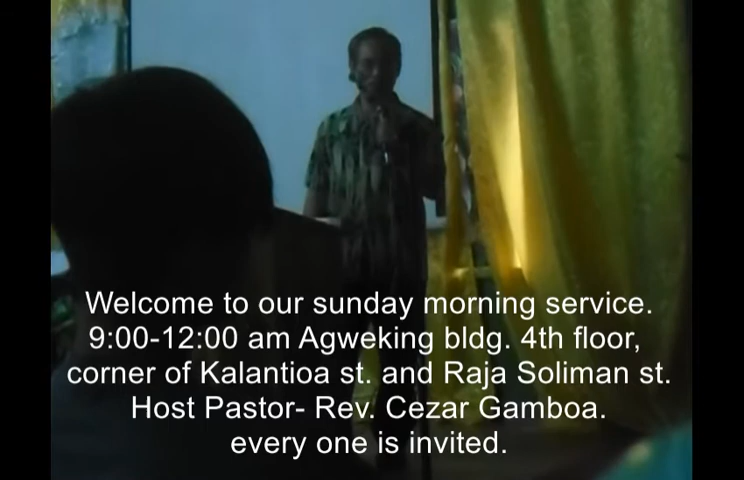 Welcome to our sunday morning service.
9:00-12:00 am Agweking bldg. 4th floor,
corner of Kalantioa st. and Raja Soliman st.
Host Pastor- Rev. Cezar Gamboa.
every one is invited.